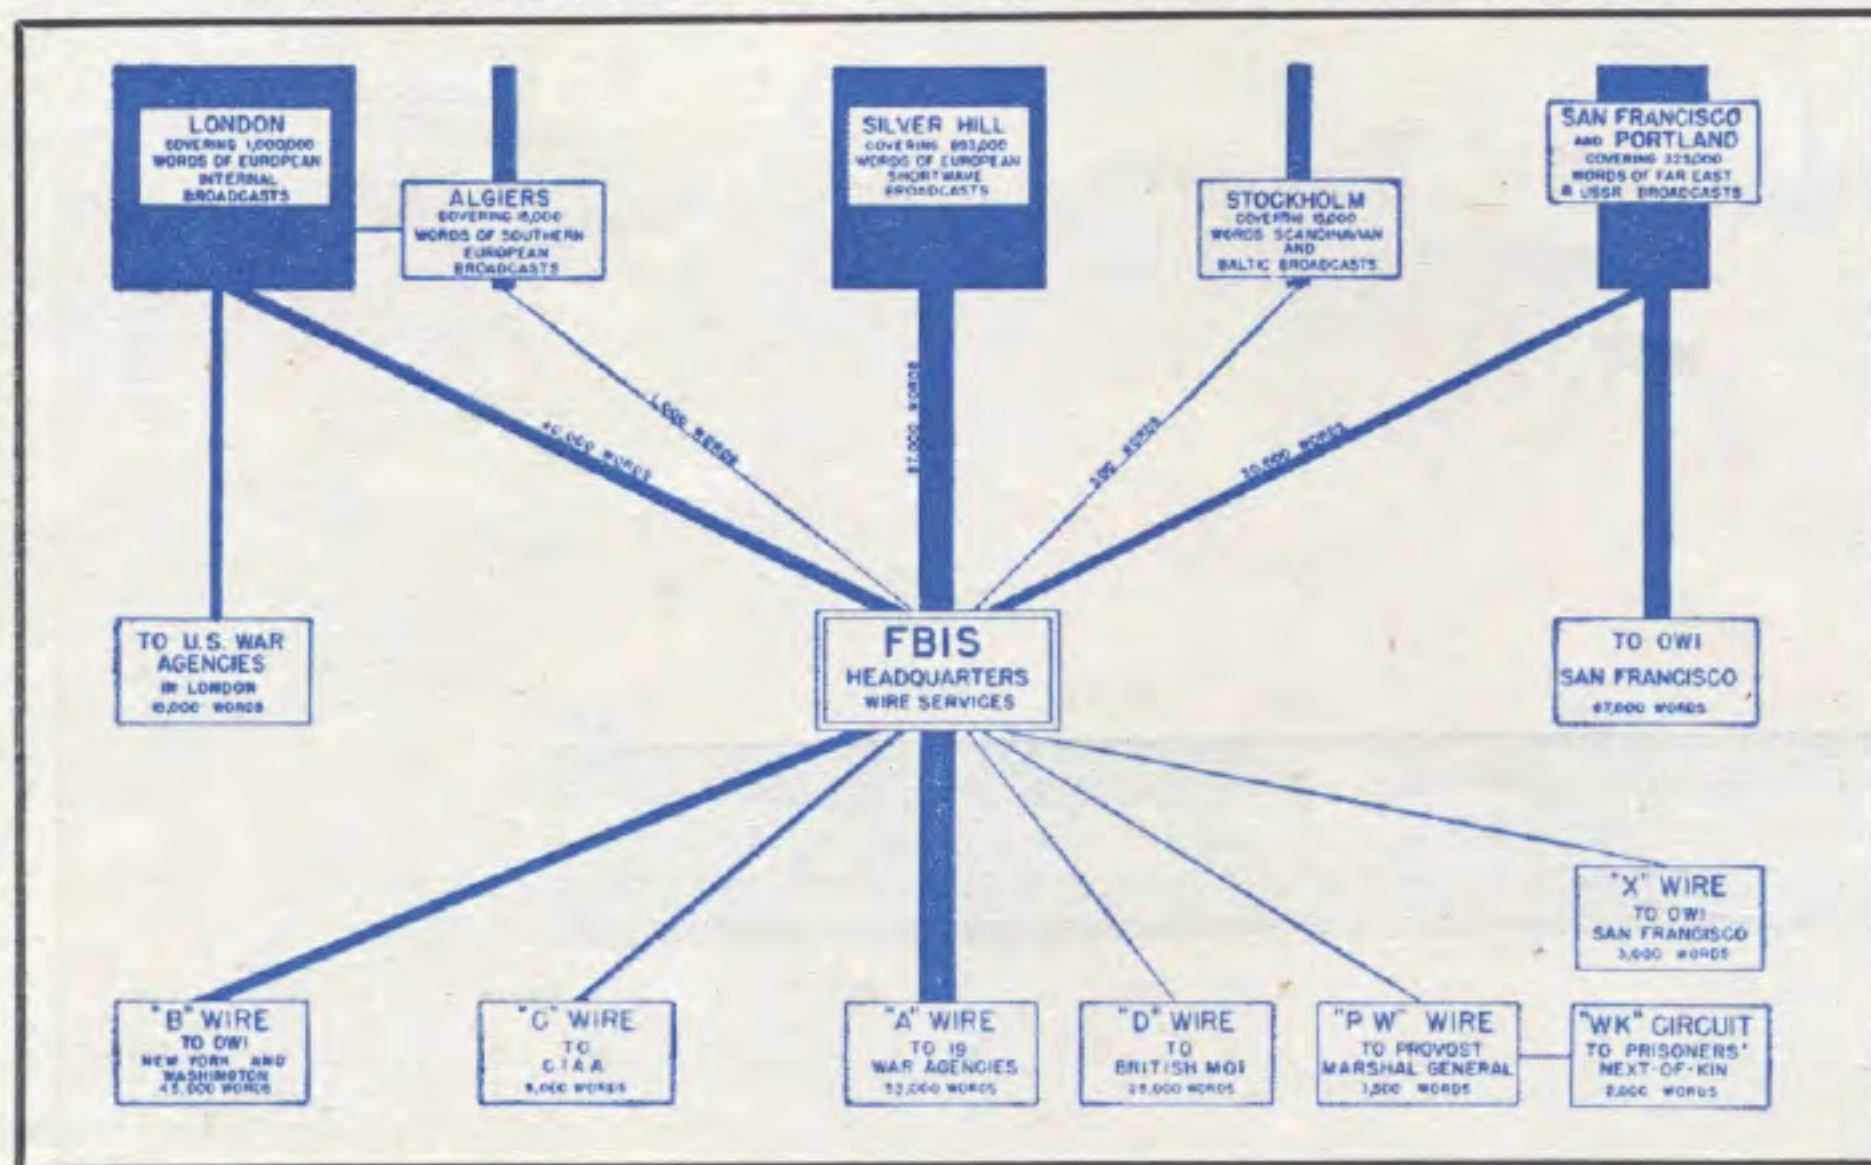 LONDON
COVERING 1,000,000
WORDS OF EUROPEAN
INTERNAL
BROADCASTS
ALGIERS
COVERING
WORDS OF SOUTHERN
EUROPEAN
BROADCASTS
SILVER HILL
COVERING
WORDS OF EUROPEAN
SHORTWAVE
BROADCASTS
STOCKHOLM
COVERING
WORDS SCANDINAVIAN
AND
BALTIC BROADCASTS
SAN FRANCISCO
AND PORTLAND
COVERING 325,000
WORDS OF FAR EAST
& USSR BROADCASTS
40,000 WORDS
1,000 WORDS
WORDS
500 WORDS
30,000 WORDS
TO U.S. WAR
AGENCIES
IN LONDON
WORDS
FBIS
HEADQUARTERS
WIRE SERVICES
TO OWI
SAN FRANCISCO
67,000 WORDS
"X" WIRE
TO OWI
SAN FRANCISCO
3,000 WORDS
"B" WIRE
TO OWI
NEW YORK AND
WASHINGTON
45,000 WORDS
"C" WIRE
TO
CIAA
WORDS
"A" WIRE
TO 19
WAR AGENCIES
WORDS
"D" WIRE
TO
BRITISH MOI
25,000 WORDS
"PW" WIRE
TO PROVOST
MARSHAL GENERAL
WORDS
"WK" CIRCUIT
TO PRISONERS'
NEXT-OF-KIN
WORDS